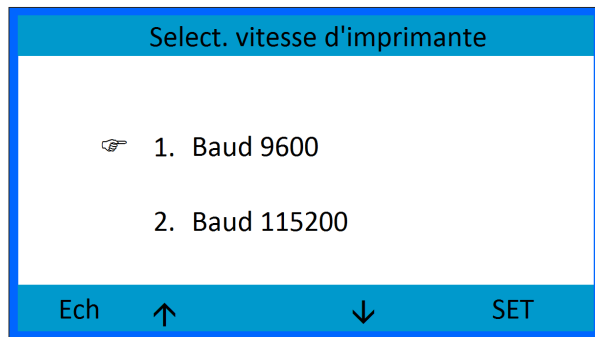 Select. vitesse d'imprimante
☞ 1. Baud 9600
2. Baud 115200
Ech ↑ ↓ SET